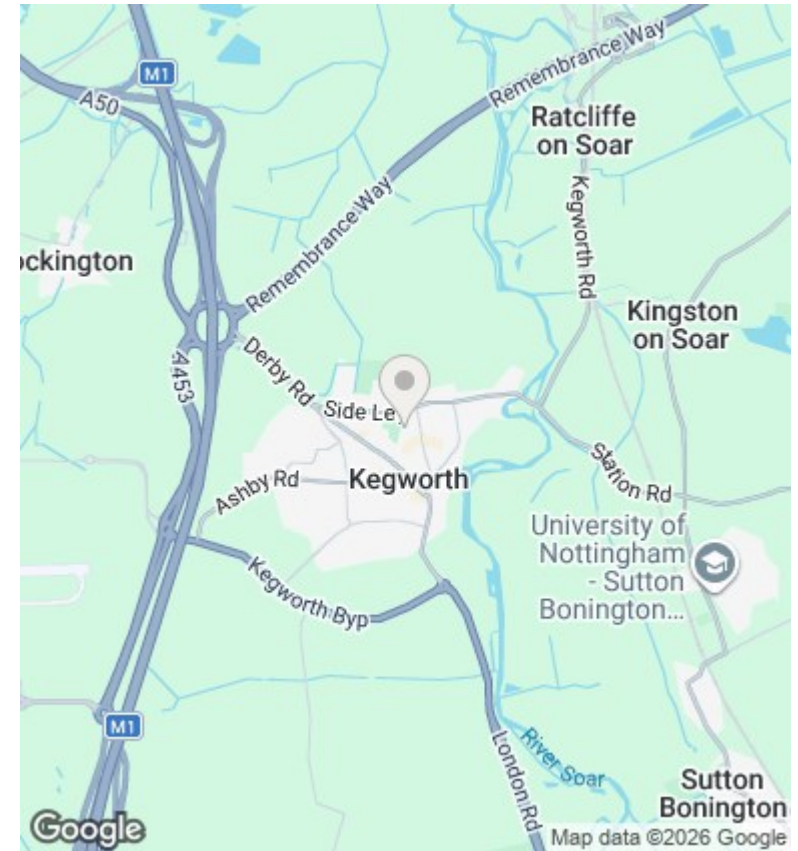 M1
A50
Remembrance Way
Ratcliffe
on Soar
ockington
Remembrance Way
Kegworth Rd
Kingston
on Soar
A453
Derby Rd
Side Le
Kegworth
Ashby Rd
Station Rd
University of
Nottingham
- Sutton
Bonington...
Kegworth Byp
M1
London Rd
River Soar
Sutton
Bonington
Google
Map data ©2026 Google